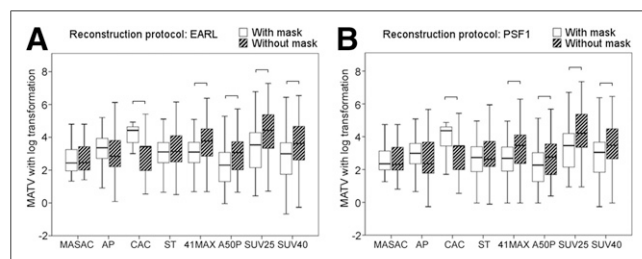 A
Reconstruction protocol: EARL
With mask
Without mask
MATV with log transformation
8
6
4
2
0
-2
MASAC AP CAC ST 41MAX A50P SUV25 SUV40
B
Reconstruction protocol: PSF1
With mask
Without mask
MATV with log transformation
8
6
4
2
0
-2
MASAC AP CAC ST 41MAX A50P SUV25 SUV40